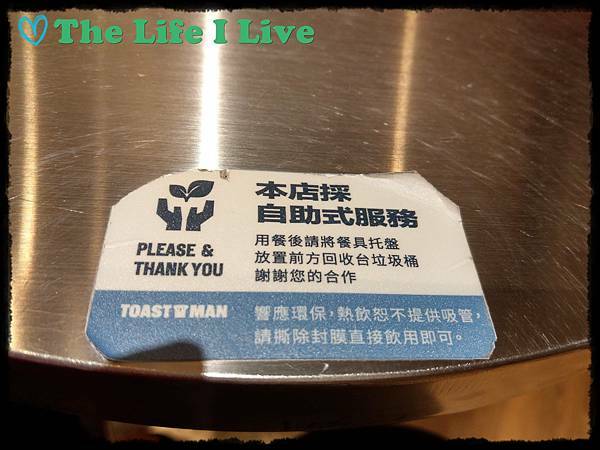 The Life I Live
本店採
自助式服務
用餐後請將餐具托盤
放置前方回收台垃圾桶
謝謝您的合作
PLEASE &
THANK YOU
TOAST MAN
響應環保，熱飲恕不提供吸管，
請撕除封膜直接飲用即可。